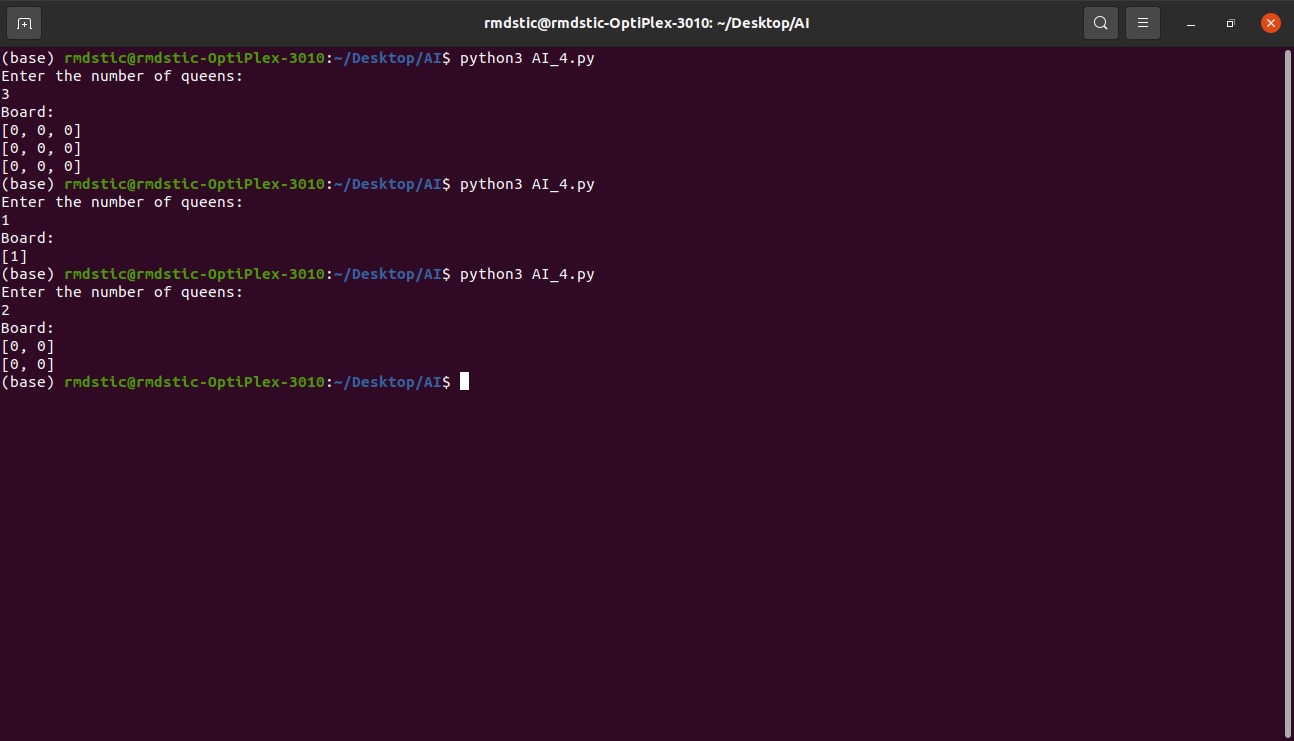 rmdstic@rmdstic-OptiPlex-3010: ~/Desktop/AI
(base) rmdstic@rmdstic-OptiPlex-3010:~/Desktop/AI$ python3 AI_4.py
Enter the number of queens:
3
Board:
[0, 0, 0]
[0, 0, 0]
[0, 0, 0]
(base) rmdstic@rmdstic-OptiPlex-3010:~/Desktop/AI$ python3 AI_4.py
Enter the number of queens:
1
Board:
[1]
(base) rmdstic@rmdstic-OptiPlex-3010:~/Desktop/AI$ python3 AI_4.py
Enter the number of queens:
2
Board:
[0, 0]
[0, 0]
(base) rmdstic@rmdstic-OptiPlex-3010:~/Desktop/AI$